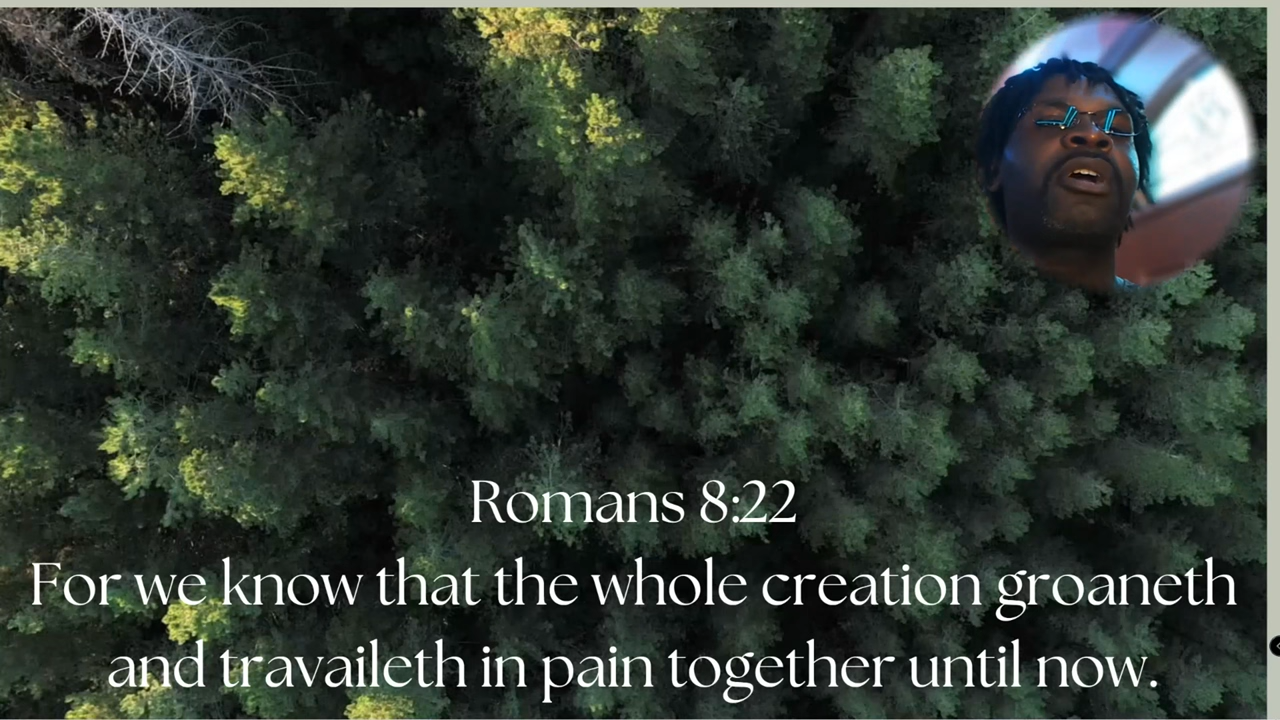 Romans 8:22
For we know that the whole creation groaneth
and travaileth in pain together until now.